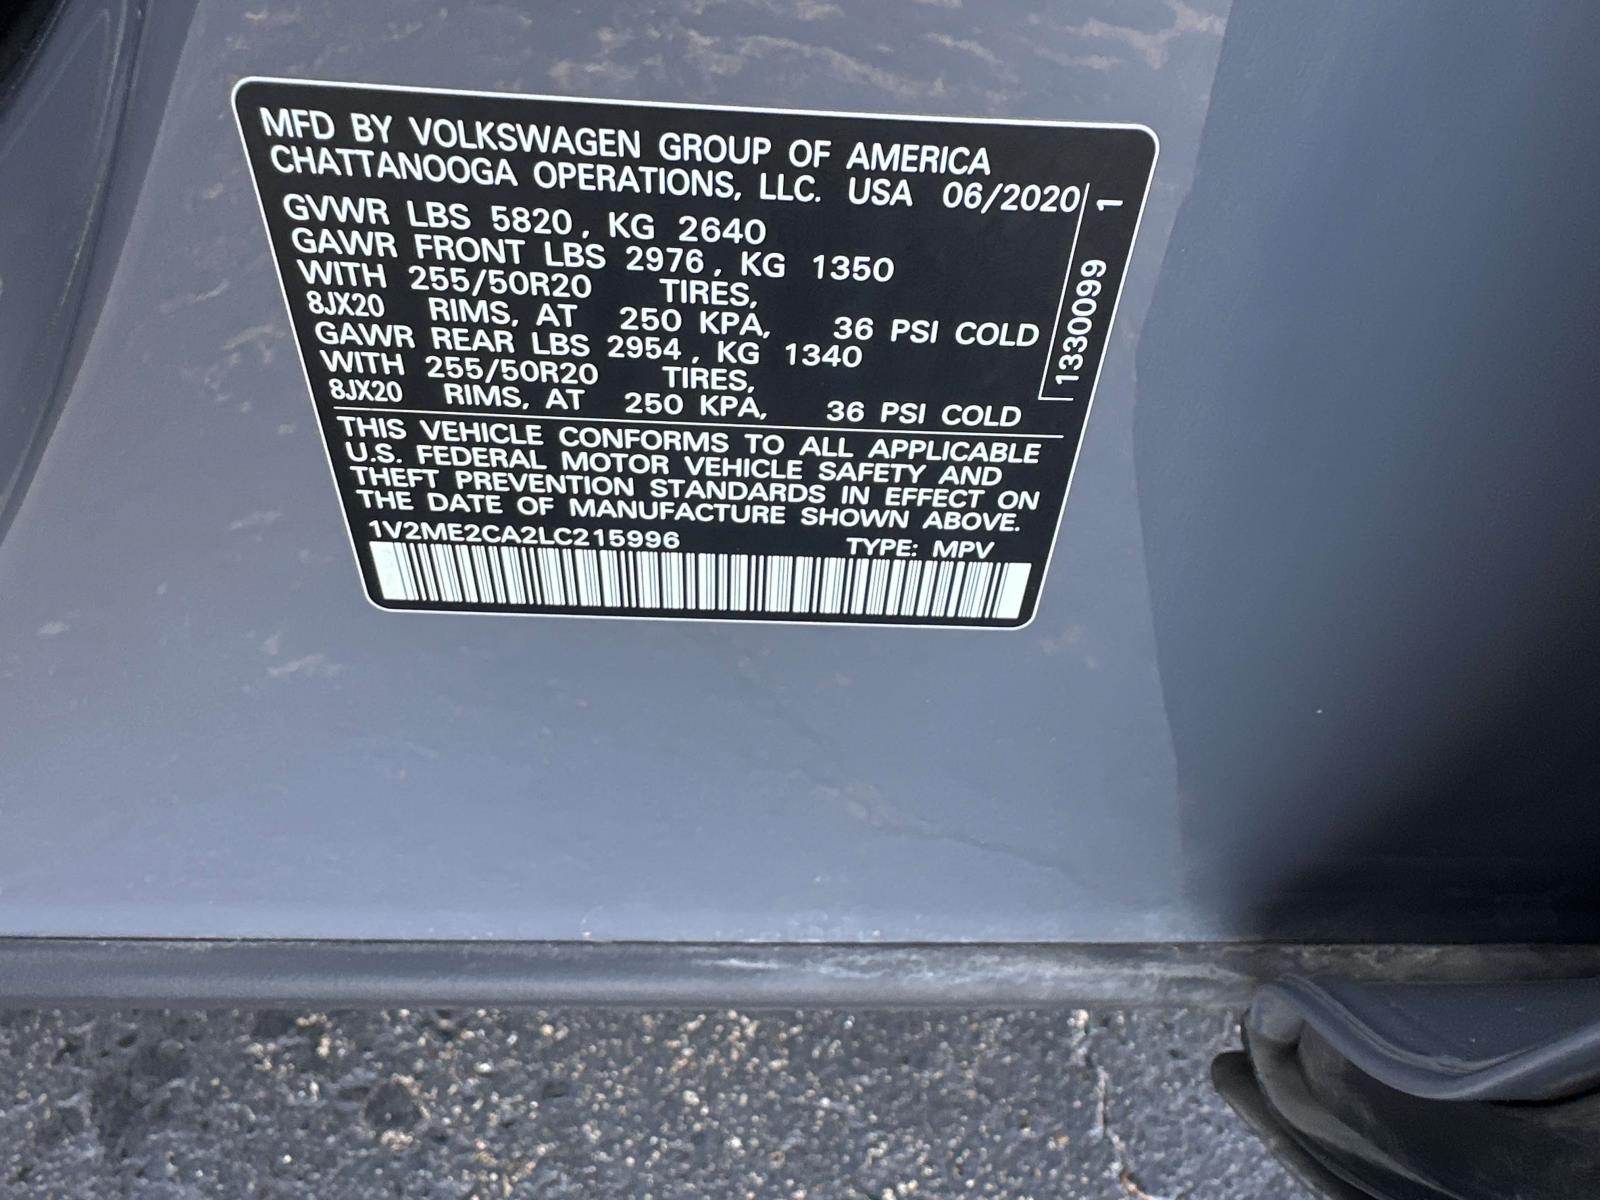 MFD BY VOLKSWAGEN GROUP OF AMERICA
CHATTANOOGA OPERATIONS, LLC. USA 06/2020
GVWR LBS 5820, KG 2640
GAWR FRONT LBS 2976, KG 1350
WITH 255/50R20 TIRES,
8JX20 RIMS, AT 250 KPA, 36 PSI COLD
GAWR REAR LBS 2954, KG 1340
WITH 255/50R20 TIRES,
8JX20 RIMS, AT 250 KPA, 36 PSI COLD
1330099 1
THIS VEHICLE CONFORMS TO ALL APPLICABLE
U.S. FEDERAL MOTOR VEHICLE SAFETY AND
THEFT PREVENTION STANDARDS IN EFFECT ON
THE DATE OF MANUFACTURE SHOWN ABOVE.
1V2ME2CA2LC215996 TYPE: MPV